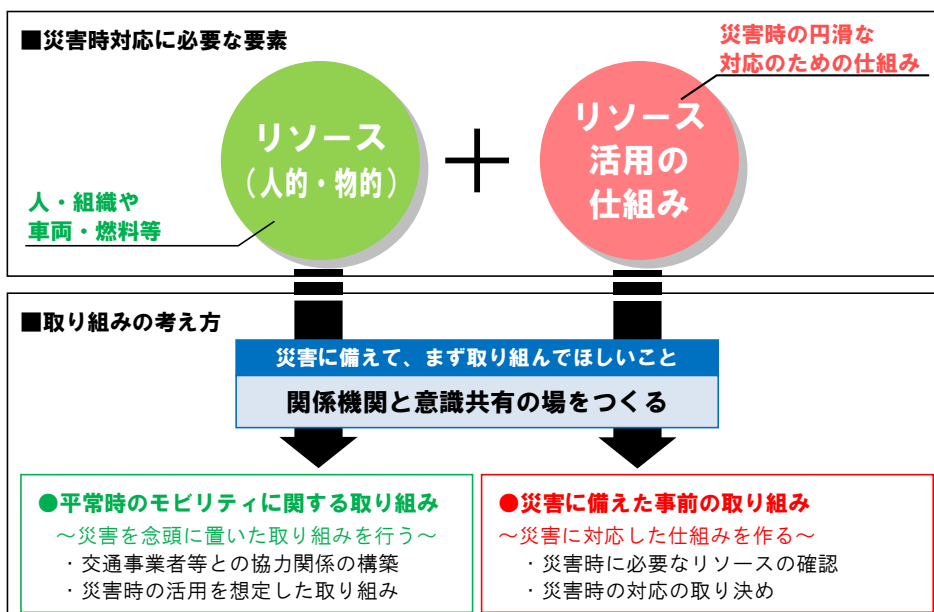 ■災害時対応に必要な要素
災害時の円滑な
対応のための仕組み
リソース
（人的・物的）
＋
リソース
活用の
仕組み
人・組織や
車両・燃料等
■取り組みの考え方
災害に備えて、まず取り組んでほしいこと
関係機関と意識共有の場をつくる
●平常時のモビリティに関する取り組み
～災害を念頭に置いた取り組みを行う～
・交通事業者等との協力関係の構築
・災害時の活用を想定した取り組み
●災害に備えた事前の取り組み
～災害に対応した仕組みを作る～
・災害時に必要なリソースの確認
・災害時の対応の取り決め